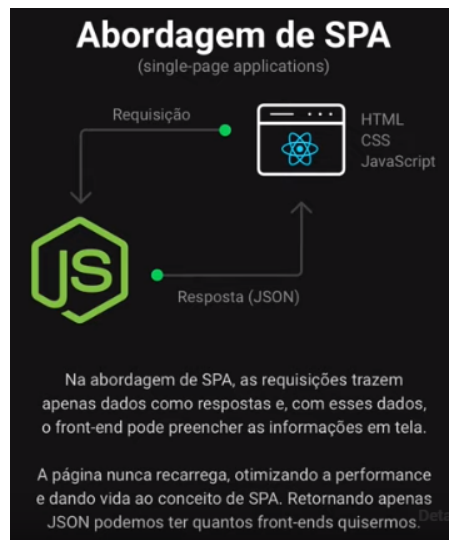 Abordagem de SPA
(single-page applications)
Requisição
HTML
CSS
JavaScript
JS
Resposta (JSON)
Na abordagem de SPA, as requisições trazem
apenas dados como respostas e, com esses dados,
o front-end pode preencher as informações em tela.
A página nunca recarrega, otimizando a performance
e dando vida ao conceito de SPA. Retornando apenas
JSON podemos ter quantos front-ends quisermos.